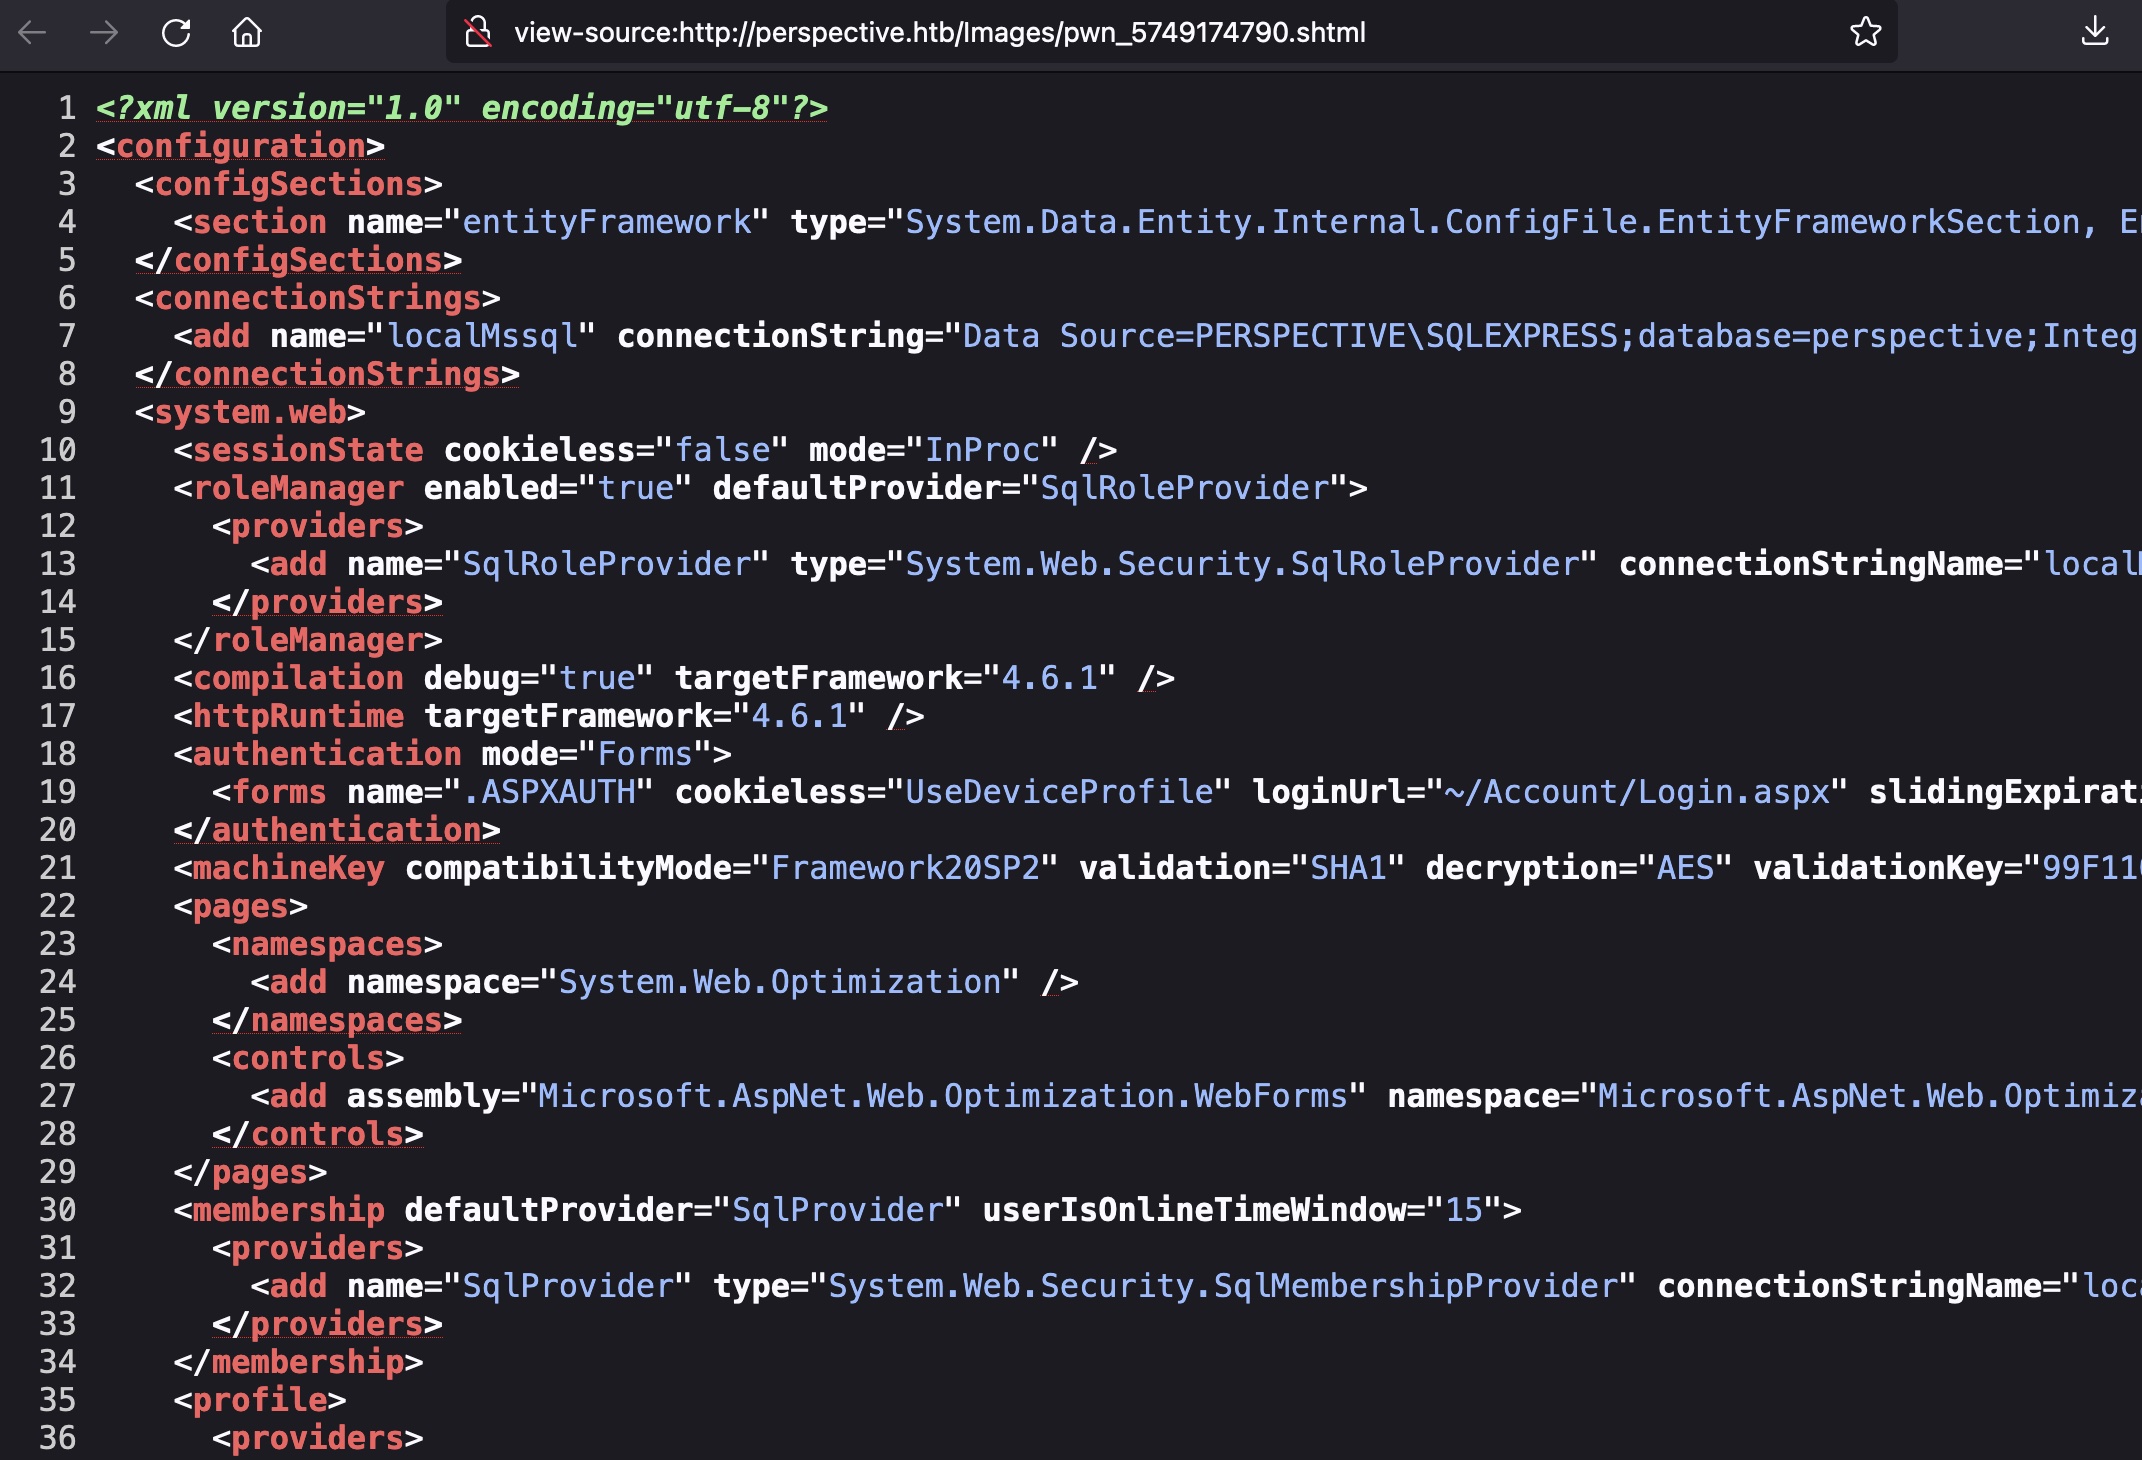 view-source:http://perspective.htb/Images/pwn_5749174790.shtml
1 <?xml version="1.0" encoding="utf-8"?>
2 <configuration>
3 <configSections>
4 <section name="entityFramework" type="System.Data.Entity.Internal.ConfigFile.EntityFrameworkSection,
5 </configSections>
6 <connectionStrings>
7 <add name="localMssql" connectionString="Data Source=PERSPECTIVE\SQLEXPRESS;database=perspective;Integ
8 </connectionStrings>
9 <system.web>
10 <sessionState cookieless="false" mode="InProc" />
11 <roleManager enabled="true" defaultProvider="SqlRoleProvider">
12 <providers>
13 <add name="SqlRoleProvider" type="System.Web.Security.SqlRoleProvider" connectionStringName="local
14 </providers>
15 </roleManager>
16 <compilation debug="true" targetFramework="4.6.1" />
17 <httpRuntime targetFramework="4.6.1" />
18 <authentication mode="Forms">
19 <forms name=".ASPXAUTH" cookieless="UseDeviceProfile" loginUrl="~/Account/Login.aspx" slidingExpirat
20 </authentication>
21 <machineKey compatibilityMode="Framework20SP2" validation="SHA1" decryption="AES" validationKey="99F11
22 <pages>
23 <namespaces>
24 <add namespace="System.Web.Optimization" />
25 </namespaces>
26 <controls>
27 <add assembly="Microsoft.AspNet.Web.Optimization.WebForms" namespace="Microsoft.AspNet.Web.Optimiz
28 </controls>
29 </pages>
30 <membership defaultProvider="SqlProvider" userIsOnlineTimeWindow="15">
31 <providers>
32 <add name="SqlProvider" type="System.Web.Security.SqlMembershipProvider" connectionStringName="loc
33 </providers>
34 </membership>
35 <profile>
36 <providers>